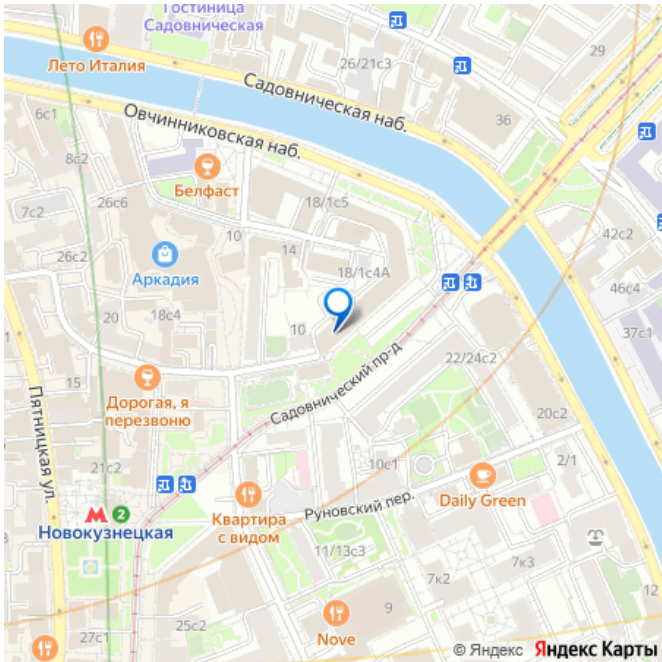 Гостиница
Садовническая
Лето Италия
26/21с3
29
Садовническая наб.
36
6с1
Овчинниковская наб.
8с2
Белфаст
7с2
26с6
18/1с5
10
14
42с2
26с2
Аркадия
18/1с4А
46с4
20
18с4
10
37с1
15
22/24с2
Садовнический пр-д
Дорогая, я
перезвоню
20с2
Пятницкая ул.
21с2
10с1
2/1
2
Новокузнецкая
Квартира
с видом
Руновский пер.
Daily Green
11/13с3
7к2
7к3
9
25с2
27с1
Nove
© Яндекс Яндекс Карты